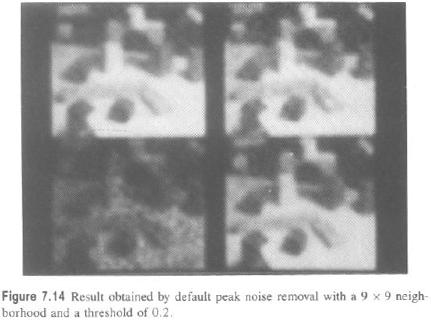 Figure 7.14 Result obtained by default peak noise removal with a 9 × 9 neigh-
borhood and a threshold of 0.2.